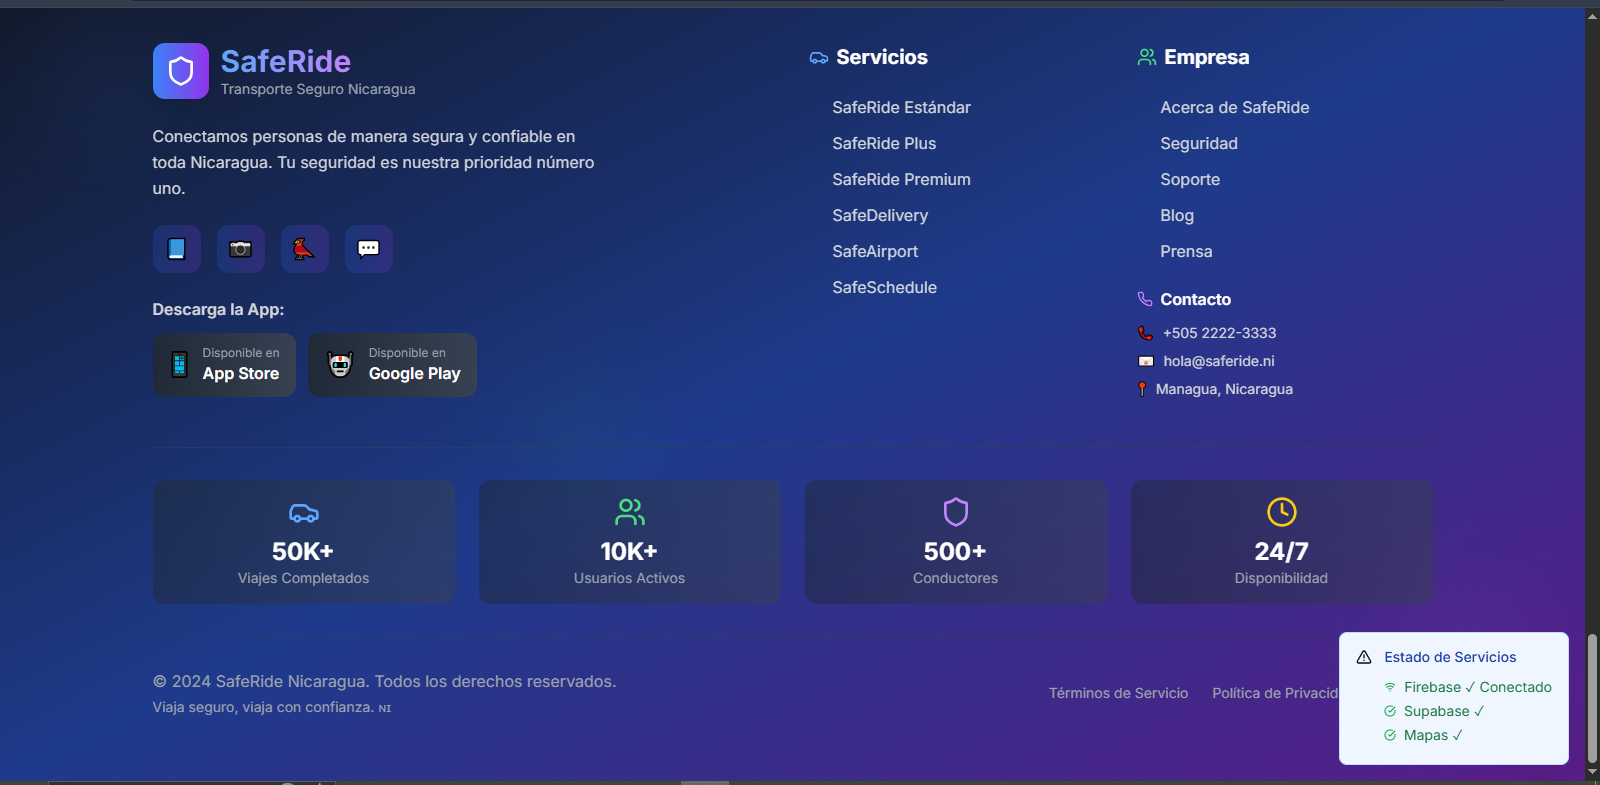 SafeRide
Transporte Seguro Nicaragua
Conectamos personas de manera segura y confiable en
toda Nicaragua. Tu seguridad es nuestra prioridad número
uno.
Descarga la App:
Disponible en
App Store
Disponible en
Google Play
Servicios
SafeRide Estándar
SafeRide Plus
SafeRide Premium
SafeDelivery
SafeAirport
SafeSchedule
Empresa
Acerca de SafeRide
Seguridad
Soporte
Blog
Prensa
Contacto
+505 2222-3333
hola@saferide.ni
Managua, Nicaragua
50K+
Viajes Completados
10K+
Usuarios Activos
500+
Conductores
24/7
Disponibilidad
© 2024 SafeRide Nicaragua. Todos los derechos reservados.
Viaja seguro, viaja con confianza. NI
Términos de Servicio
Política de Privacid
Estado de Servicios
Firebase ✓ Conectado
Supabase ✓
Mapas ✓